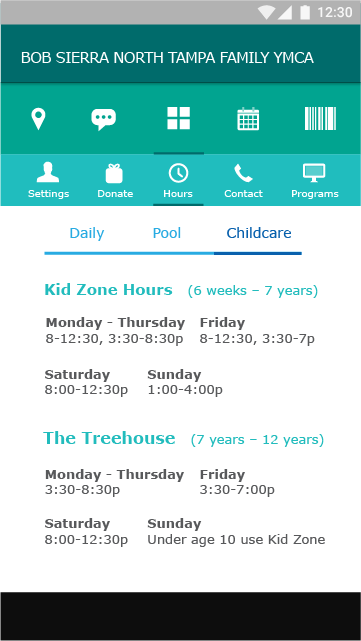 12:30
BOB SIERRA NORTH TAMPA FAMILY YMCA
Settings Donate Hours Contact Programs
Daily Pool Childcare
Kid Zone Hours (6 weeks – 7 years)
Monday - Thursday Friday
8-12:30, 3:30-8:30p 8-12:30, 3:30-7p
Saturday Sunday
8:00-12:30p 1:00-4:00p
The Treehouse (7 years – 12 years)
Monday - Thursday Friday
3:30-8:30p 3:30-7:00p
Saturday Sunday
8:00-12:30p Under age 10 use Kid Zone